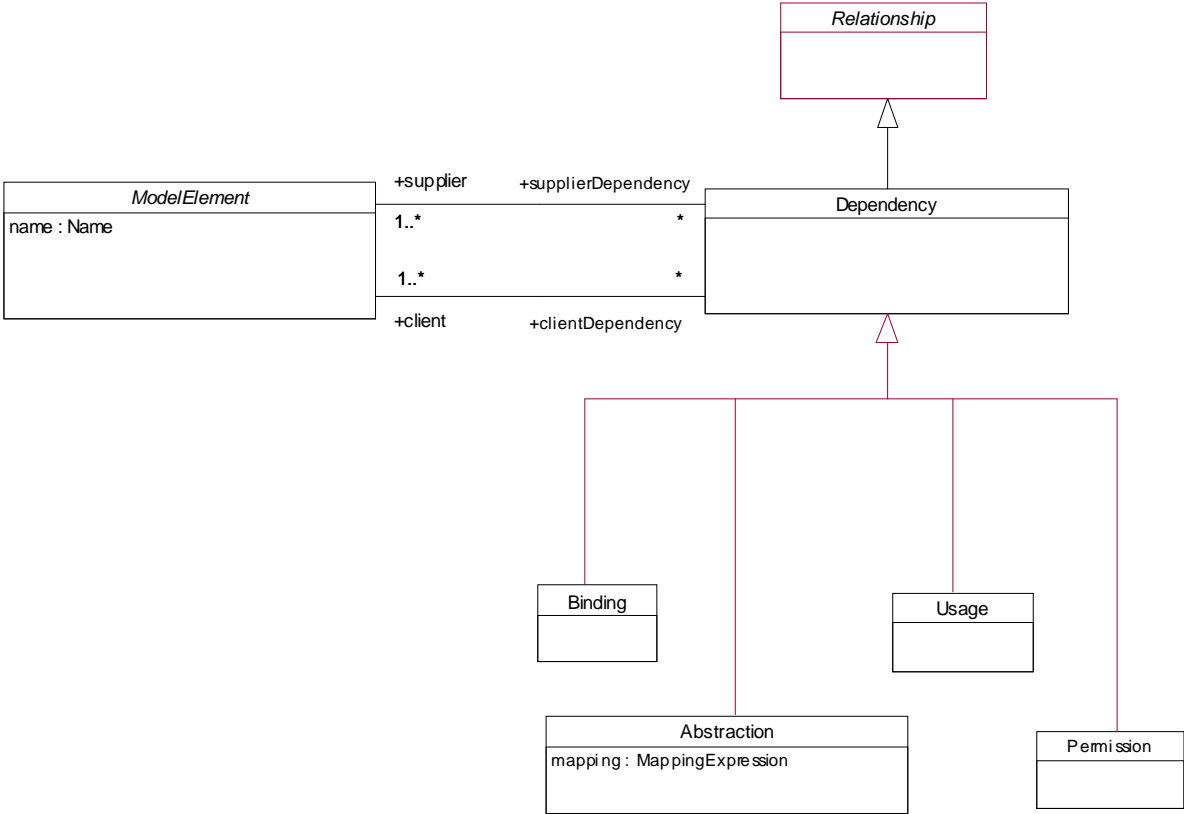 Relationship
ModelElement
name : Name
+supplier
+supplierDependency
1..*
*
1..*
*
+client
+clientDependency
Dependency
Binding
Usage
Abstraction
mapping : MappingExpression
Permission